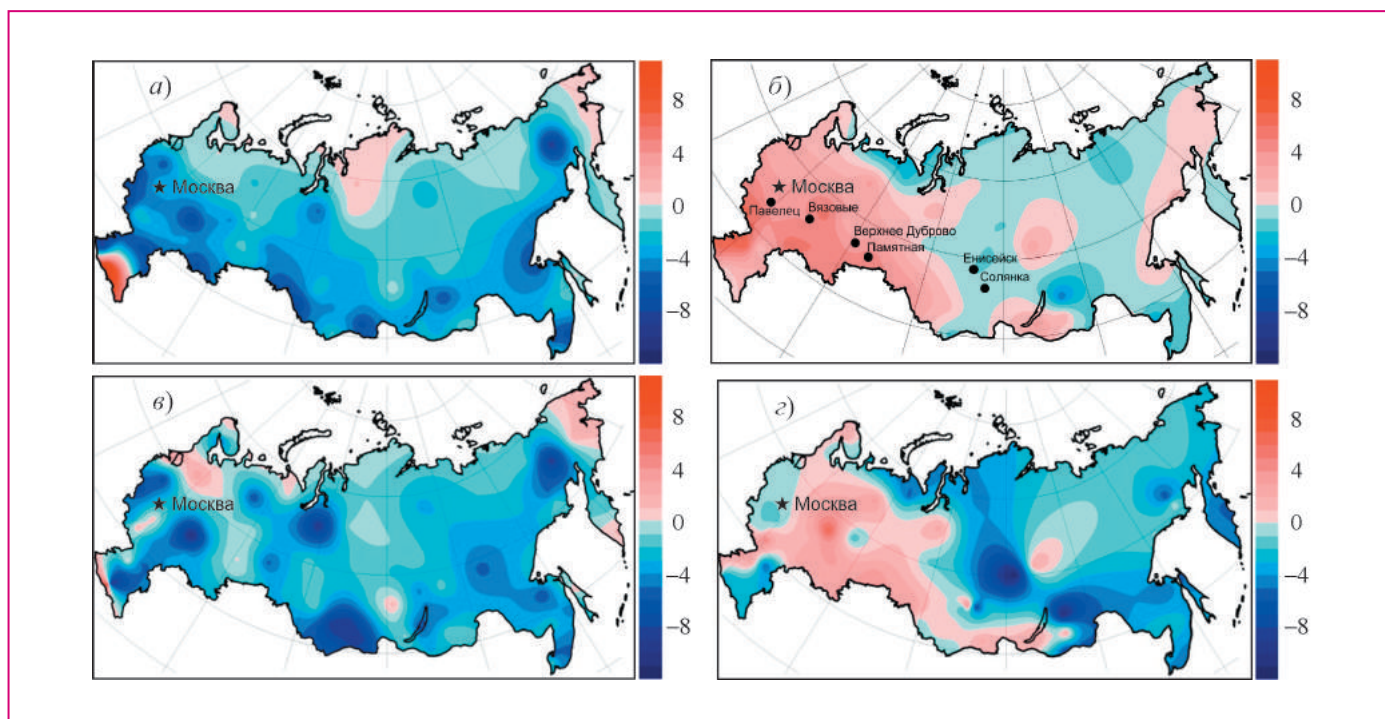 а)
Москва
8
4
0
–4
–8
б)
Москва
Павелец
Вязовые
Верхнее Дуброво
Памятная
Енисейск
Солянка
8
4
0
–4
–8
в)
Москва
8
4
0
–4
–8
г)
Москва
8
4
0
–4
–8